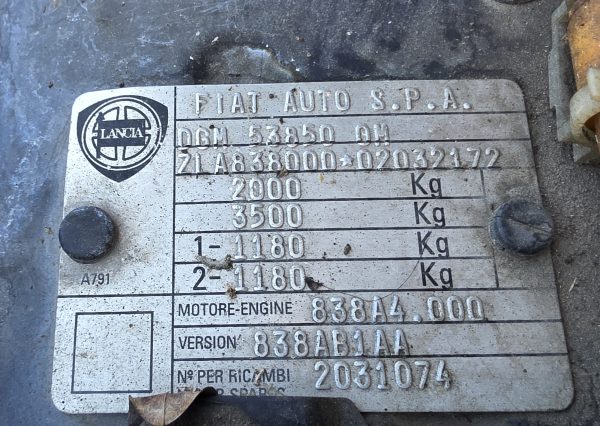 LANCIA
FIAT AUTO S.P.A.
DGM 53850 OM
ZLA838000*02032172
2000 Kg
3500 Kg
1- 1180 Kg
2- 1180 Kg
A791
MOTORE-ENGINE 838A4.000
VERSION 838AB1AA
Nº PER RICAMBI 2031074